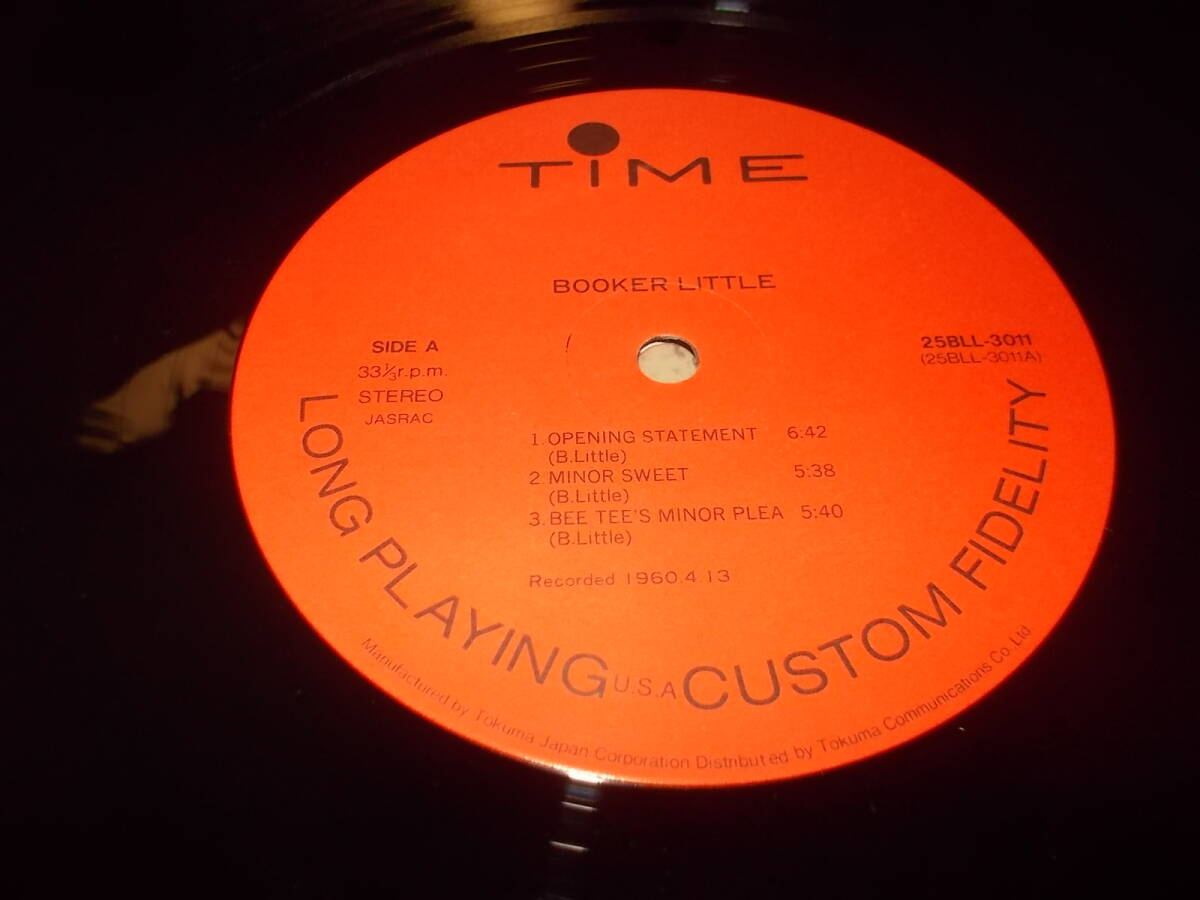 TIME
BOOKER LITTLE
SIDE A
33⅓r.p.m.
STEREO
JASRAC
25BLL-3011
(25BLL-3011A)
1. OPENING STATEMENT 6:42
(B.Little)
2. MINOR SWEET 5:38
(B.Little)
3. BEE TEE'S MINOR PLEA 5:40
(B.Little)
Recorded 1960.4.13
LONG PLAYING U.S.A CUSTOM FIDELITY
Manufactured by Tokuma Japan Corporation Distributed by Tokuma Communications Co. Ltd